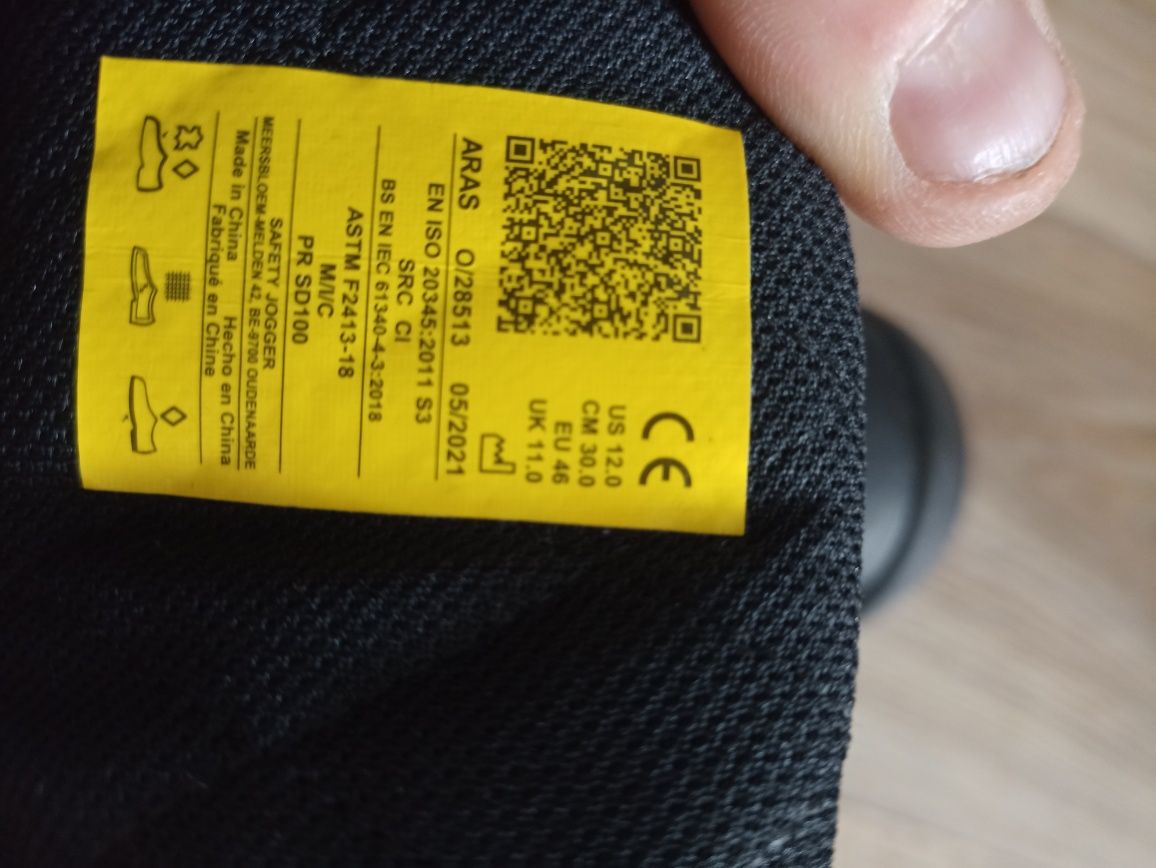 CE
US 12.0
CM 30.0
EU 46
UK 11.0
ARAS O/28513 05/2021
EN ISO 20345:2011 S3
SRC CI
BS EN IEC 61340-4-3:2018
ASTM F2413-18
M/I/C
PR SD100
SAFETY JOGGER
MEERSBLOEM-MELDEN 42, BE-9700 OUDENAARDE
Made in China Hecho en China
Fabriqué en Chine